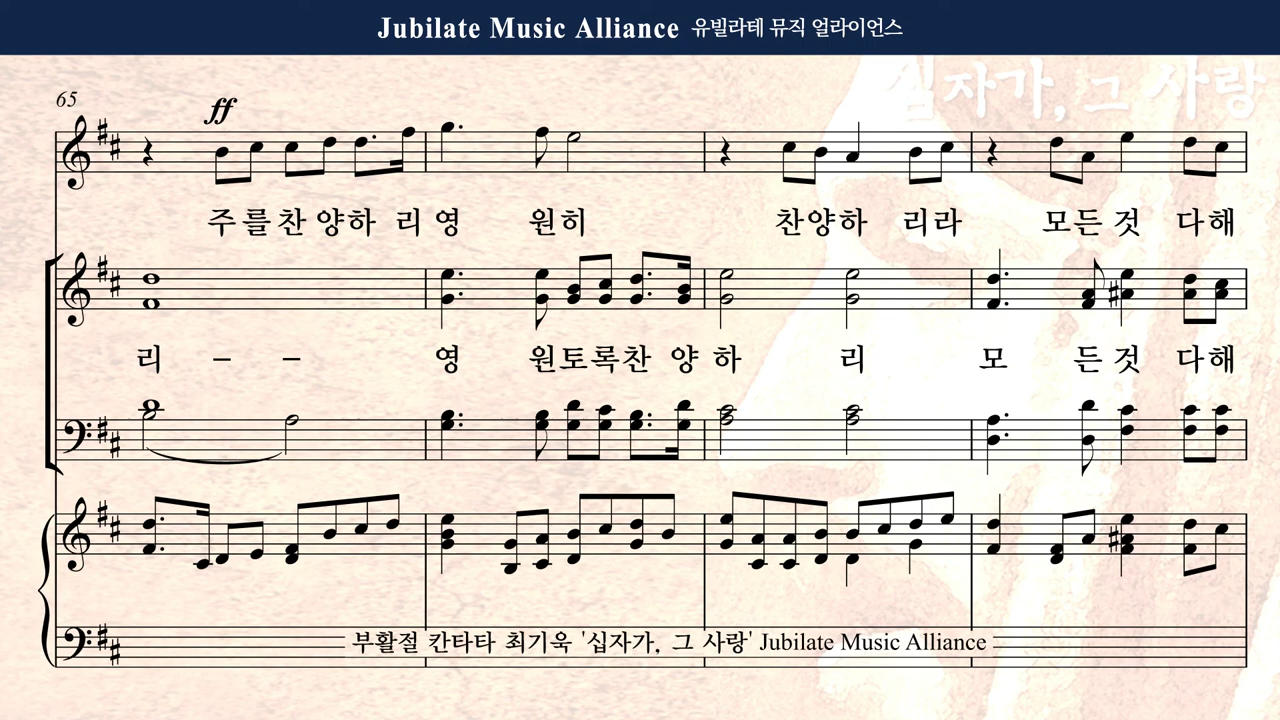 Jubilate Music Alliance 유빌라테 뮤직 얼라이언스
십자가, 그 사랑
65
ff
주를찬 양하 리영 원히 찬양하 리라 모든것 다해
리 – – 영 원토록찬 양 하 리 모 든것 다해
부활절 칸타타 최기욱 '십자가, 그 사랑' Jubilate Music Alliance